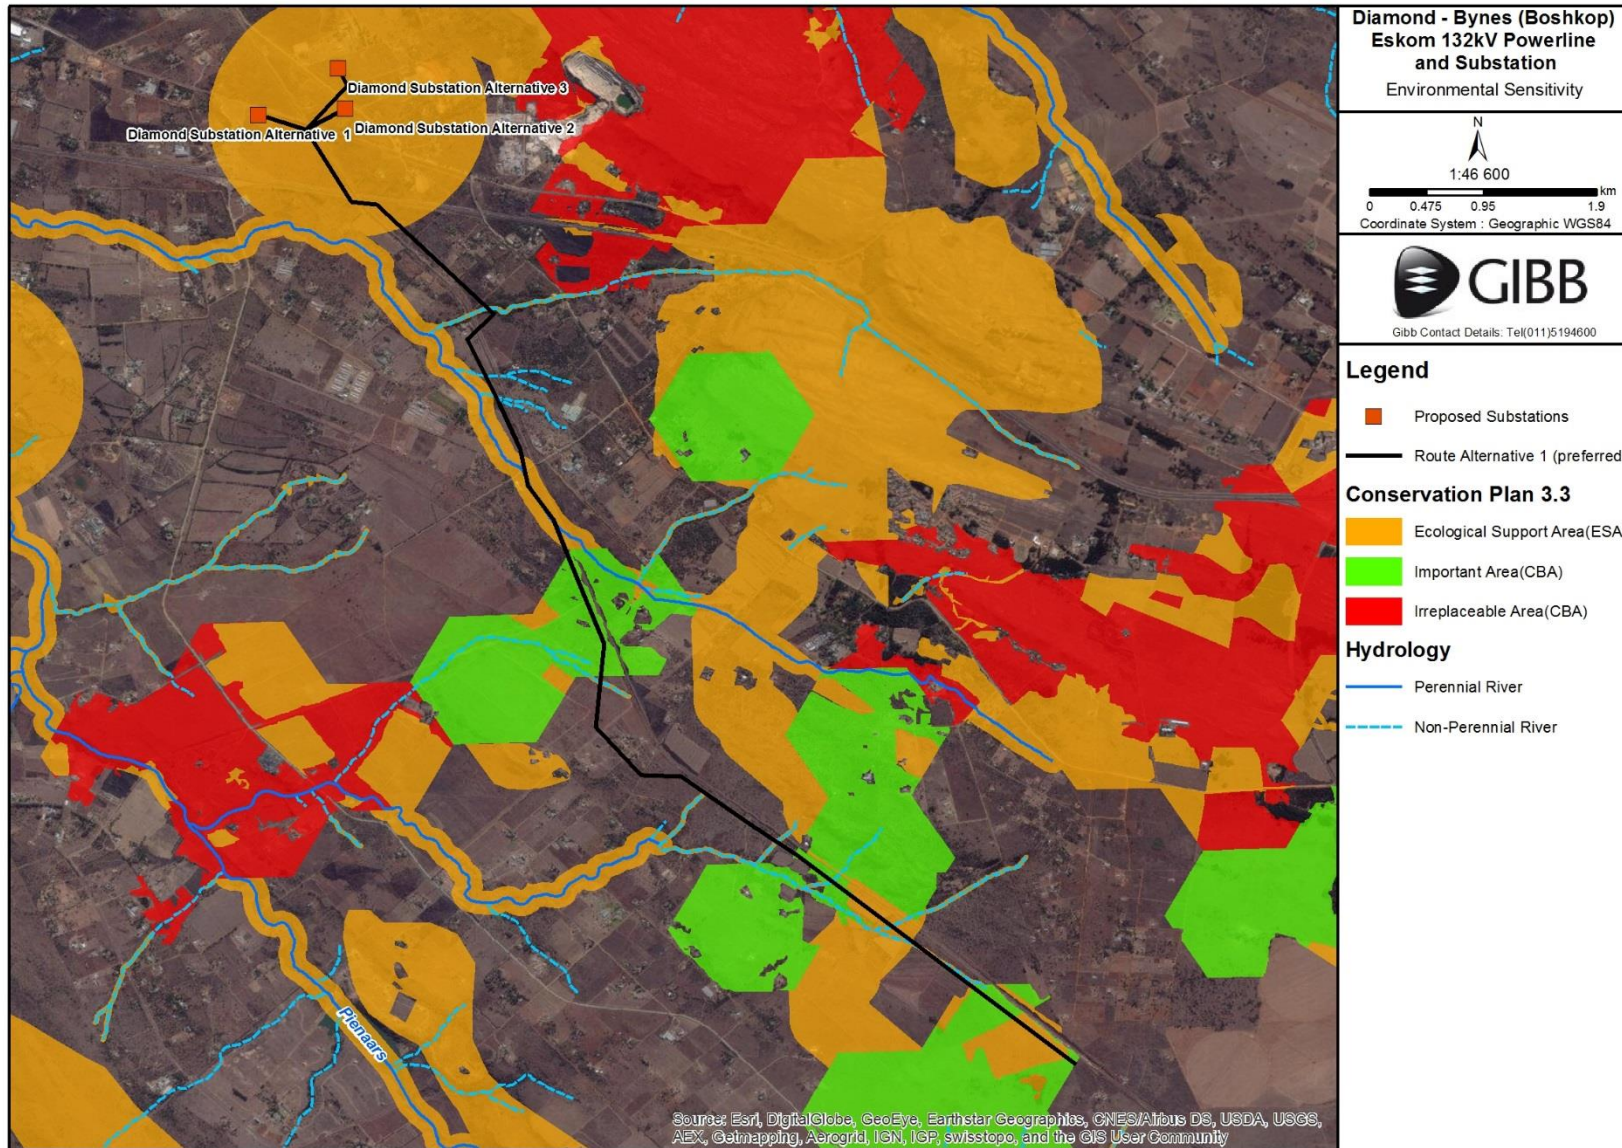 Diamond Substation Alternative 3
Diamond Substation Alternative 1
Diamond Substation Alternative 2
Pienaars
Source: Esri, DigitalGlobe, GeoEye, Earthstar Geographics, CNES/Airbus DS, USDA, USGS,
AEX, Getmapping, Aerogrid, IGN, IGP, swisstopo, and the GIS User Community
Diamond - Bynes (Boshkop)
Eskom 132kV Powerline
and Substation
Environmental Sensitivity
N
1:46 600
km
0 0.475 0.95 1.9
Coordinate System : Geographic WGS84
GIBB
Gibb Contact Details: Tel(011)5194600
Legend
Proposed Substations
Route Alternative 1 (preferred
Conservation Plan 3.3
Ecological Support Area(ESA
Important Area(CBA)
Irreplaceable Area(CBA)
Hydrology
Perennial River
Non-Perennial River